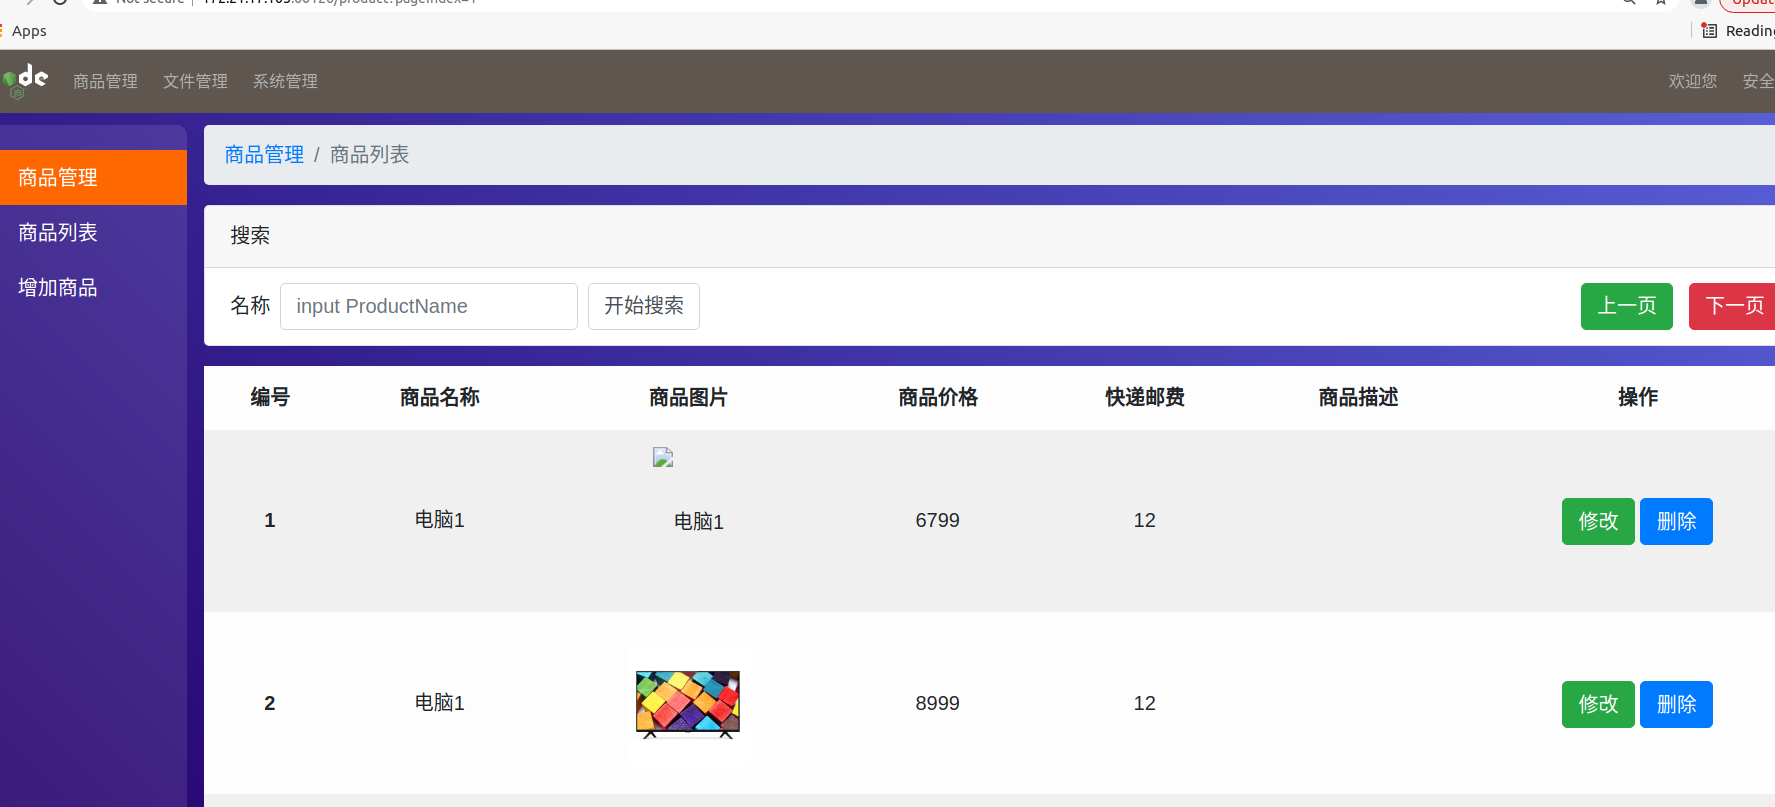 Apps
Reading
商品管理 文件管理 系统管理 欢迎您 安全
JS
商品管理
商品列表
增加商品
商品管理 / 商品列表
搜索
名称 input ProductName 开始搜索 上一页 下一页
编号 商品名称 商品图片 商品价格 快递邮费 商品描述 操作
1 电脑1 电脑1 6799 12 修改 删除
2 电脑1 8999 12 修改 删除